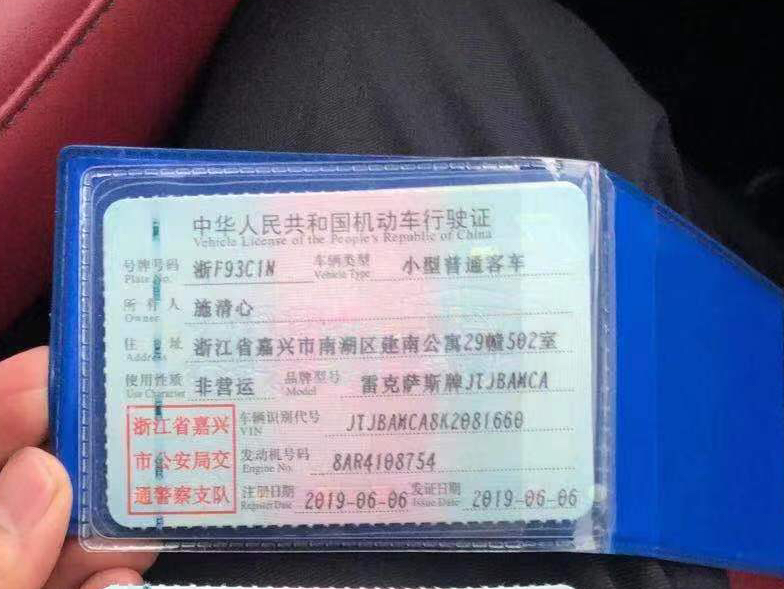 中华人民共和国机动车行驶证
Vehicle License of the People's Republic of China
号牌号码 浙F93C1N 车辆类型 小型普通客车
Plate No. Vehicle Type
所有人 施清心
Owner
住址 浙江省嘉兴市南湖区建南公寓29幢502室
Address
使用性质 非营运 品牌型号 雷克萨斯牌JTJBAMCA
Use Character Model
浙江省嘉兴 车辆识别代号 JTJBAMCA8K2081660
VIN
市公安局交 发动机号码 8AR4108754
Engine No.
通警察支队 注册日期 2019-06-06 发证日期 2019-06-06
Register Date Issue Date